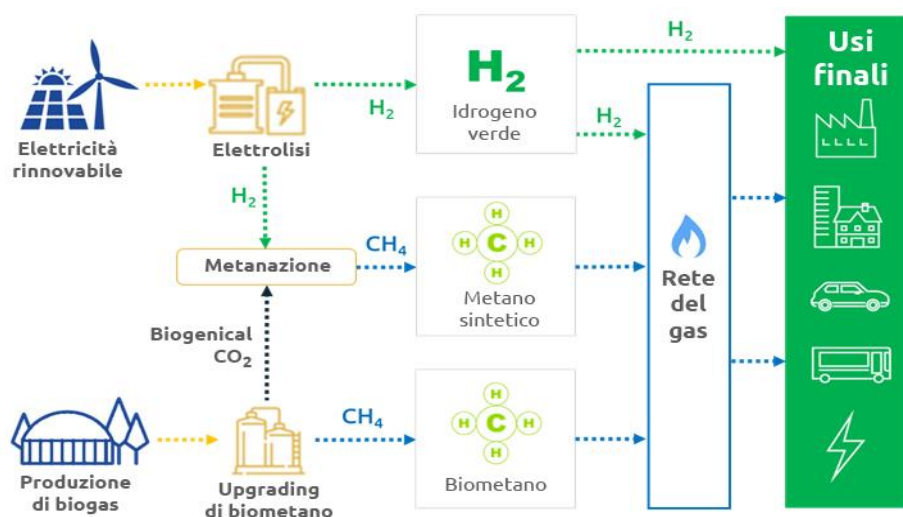 Elettricità
rinnovabile
Elettrolisi
H₂
H₂
H₂
Idrogeno
verde
H₂
H₂
Metanazione
CH₄
H
H C H
H
Metano
sintetico
Biogenical
CO₂
Produzione
di biogas
Upgrading
di biometano
CH₄
H
H C H
H
Biometano
Rete
del
gas
Usi
finali